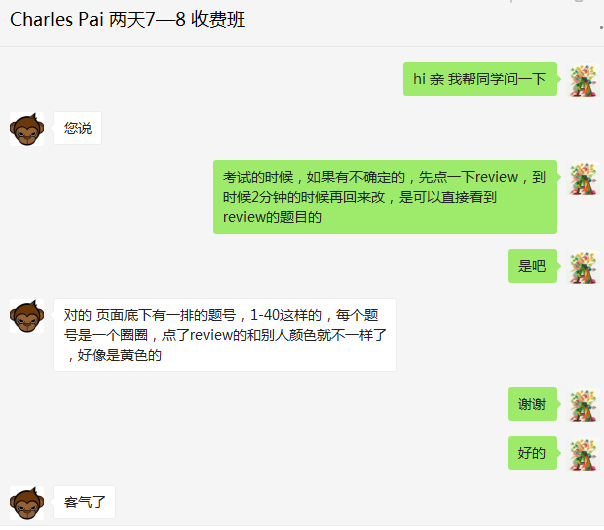 Charles Pai 两天7—8 收费班
hi 亲 我帮同学问一下
您说
考试的时候，如果有不确定的，先点一下review，到
时候2分钟的时候再回来改，是可以直接看到
review的题目的
是吧
对的 页面底下有一排的题号，1-40这样的，每个题
号是一个圈圈，点了review的和别人颜色就不一样了
，好像是黄色的
谢谢
好的
客气了